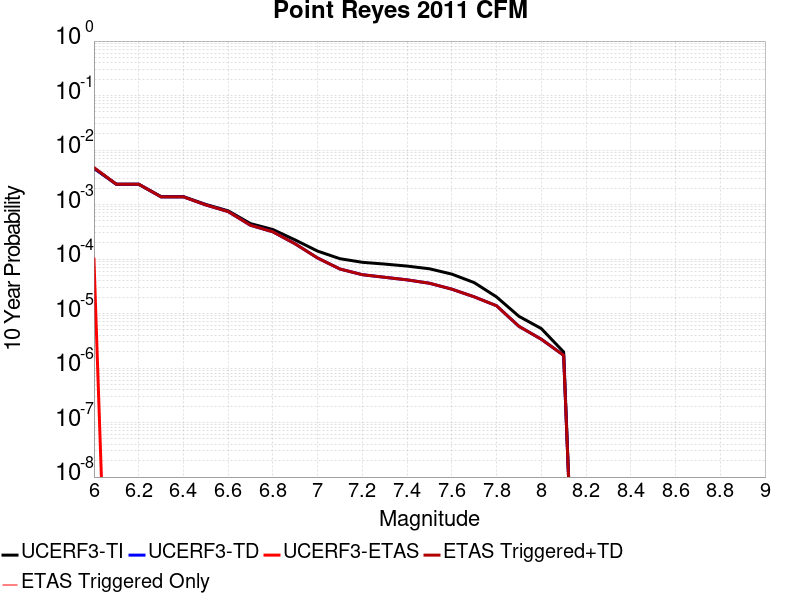 Point Reyes 2011 CFM
10 Year Probability
10^0
10^-1
10^-2
10^-3
10^-4
10^-5
10^-6
10^-7
10^-8
6 6.2 6.4 6.6 6.8 7 7.2 7.4 7.6 7.8 8 8.2 8.4 8.6 8.8 9
Magnitude
UCERF3-TI UCERF3-TD UCERF3-ETAS ETAS Triggered+TD
ETAS Triggered Only